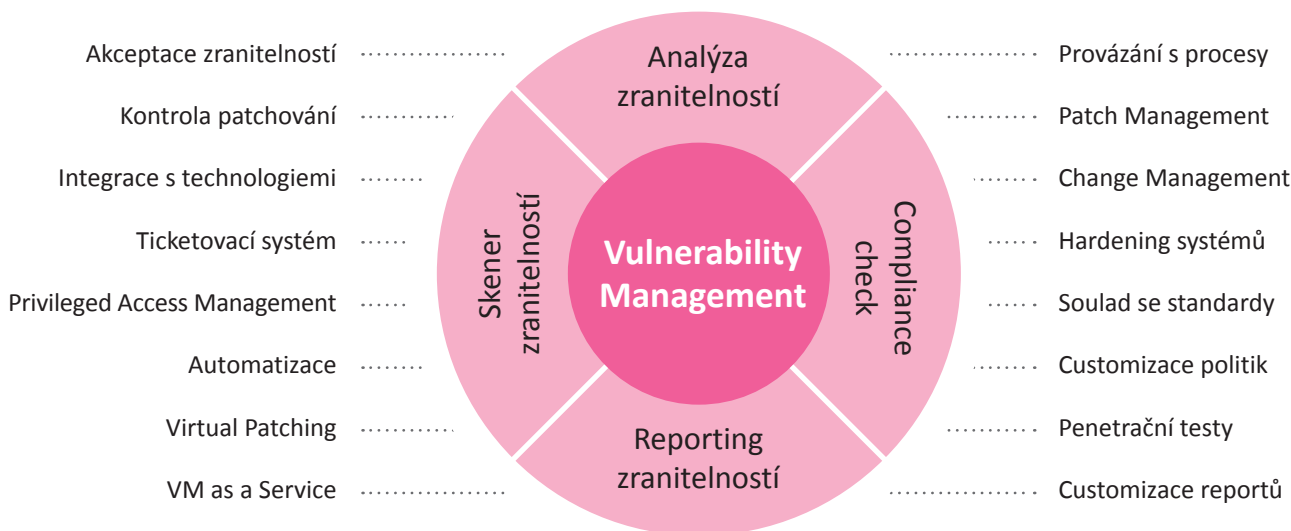 Akceptace zranitelností
Kontrola patchování
Integrace s technologiemi
Ticketovací systém
Privileged Access Management
Automatizace
Virtual Patching
VM as a Service
Analýza
zranitelností
Skener
zranitelností
Vulnerability
Management
Compliance
check
Reporting
zranitelností
Provázání s procesy
Patch Management
Change Management
Hardening systémů
Soulad se standardy
Customizace politik
Penetrační testy
Customizace reportů